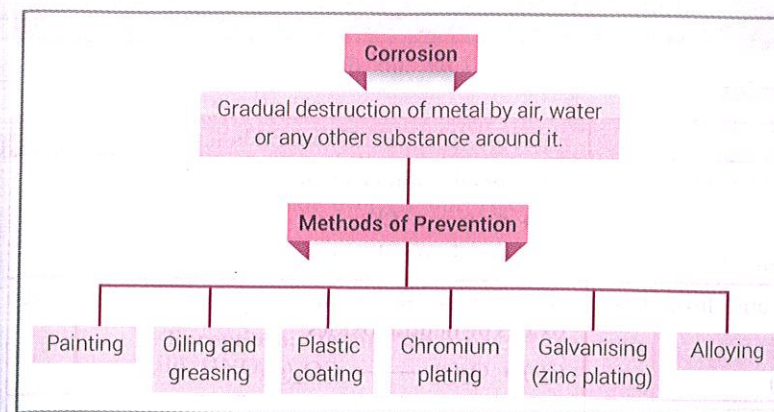 Corrosion
Gradual destruction of metal by air, water
or any other substance around it.
Methods of Prevention
Painting
Oiling and
greasing
Plastic
coating
Chromium
plating
Galvanising
(zinc plating)
Alloying